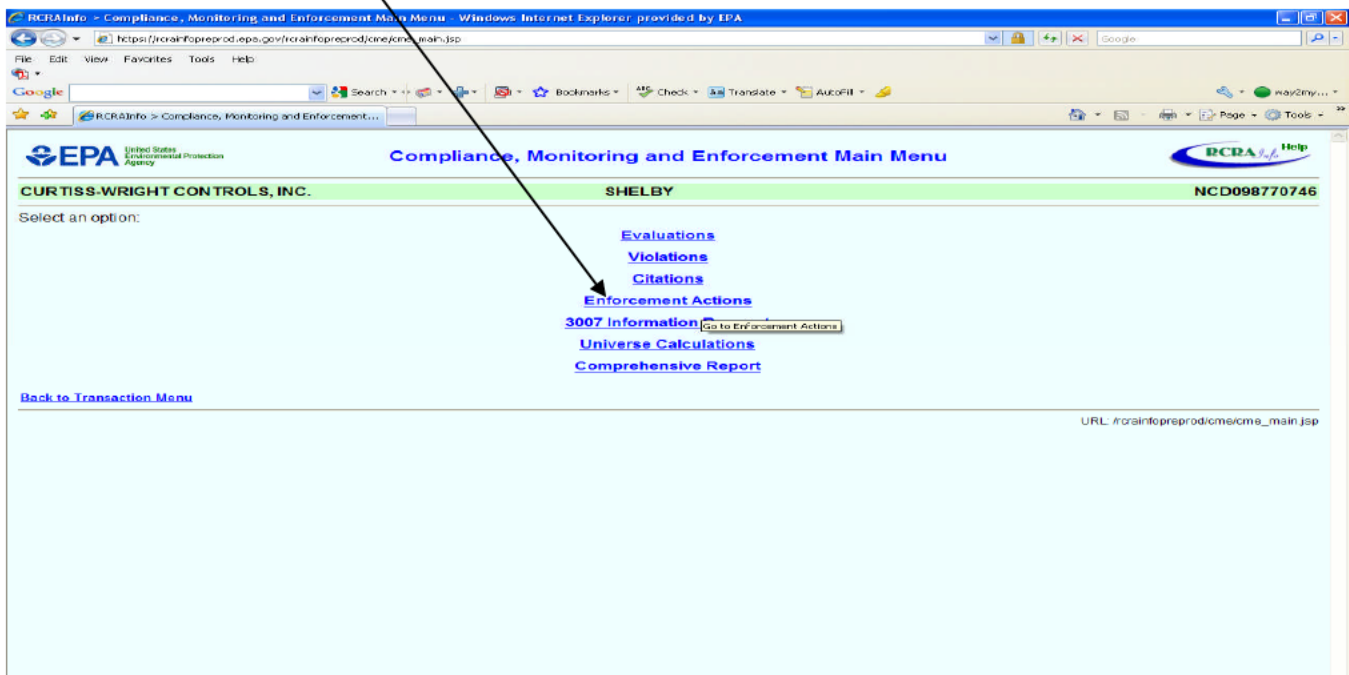 RCRAInfo > Compliance, Monitoring and Enforcement Main Menu - Windows Internet Explorer provided by EPA
https://rcrainfopreprod.epa.gov/rcrainfopreprod/cme/cme_main.jsp Google
File Edit View Favorites Tools Help
Google Search Bookmarks ABC Check Translate AutoFill way2my...
RCRAInfo > Compliance, Monitoring and Enforcement... Page Tools
EPA United States Environmental Protection Agency Compliance, Monitoring and Enforcement Main Menu RCRAInfo Help
CURTISS-WRIGHT CONTROLS, INC. SHELBY NCD098770746
Select an option:
Evaluations
Violations
Citations
Enforcement Actions
3007 Information
Go to Enforcement Actions
Universe Calculations
Comprehensive Report
Back to Transaction Menu
URL: /rcrainfopreprod/cme/cme_main.jsp